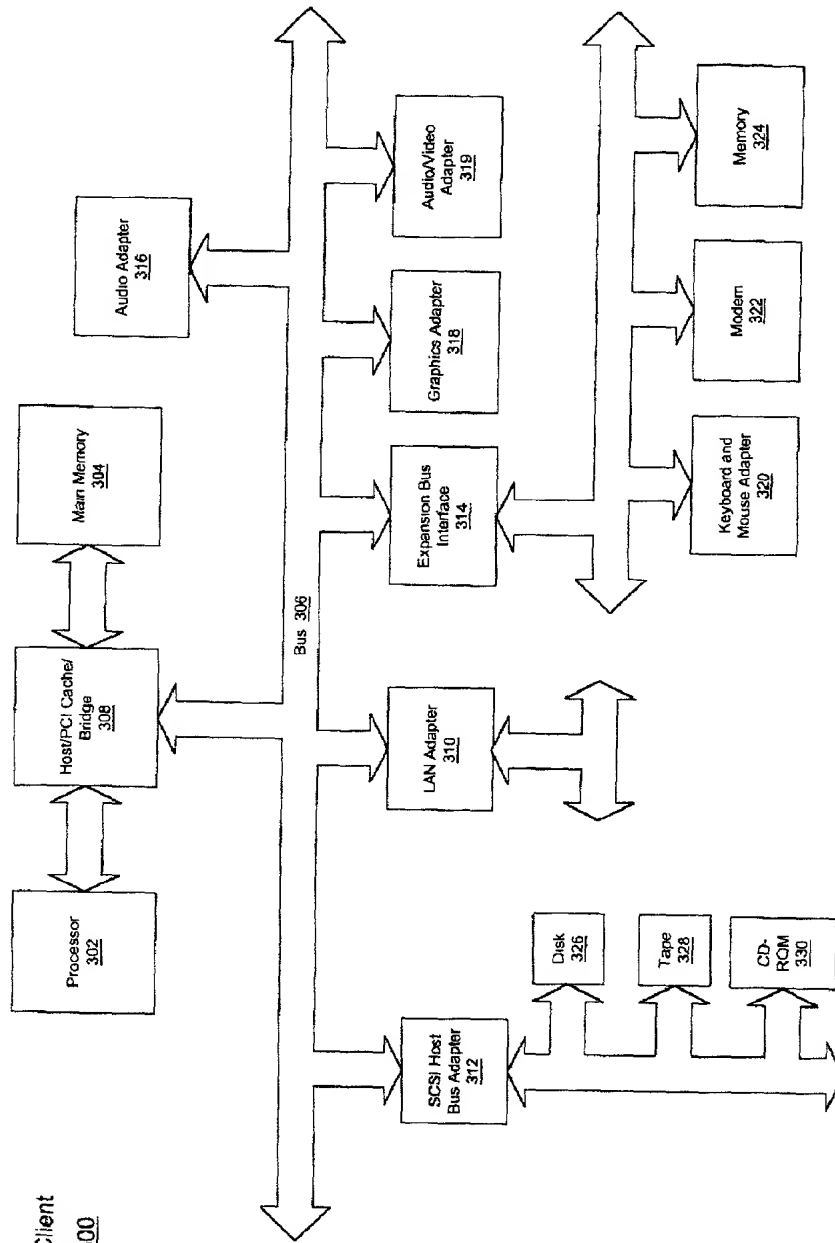 Client
300
Processor
302
Host/PCI Cache/
Bridge
308
Main Memory
304
Audio Adapter
316
Bus 306
SCSI Host
Bus Adapter
312
LAN Adapter
310
Expansion Bus
Interface
314
Graphics Adapter
318
Audio/Video
Adapter
319
Disk
326
Tape
328
CD-
ROM
330
Keyboard and
Mouse Adapter
320
Modem
322
Memory
324